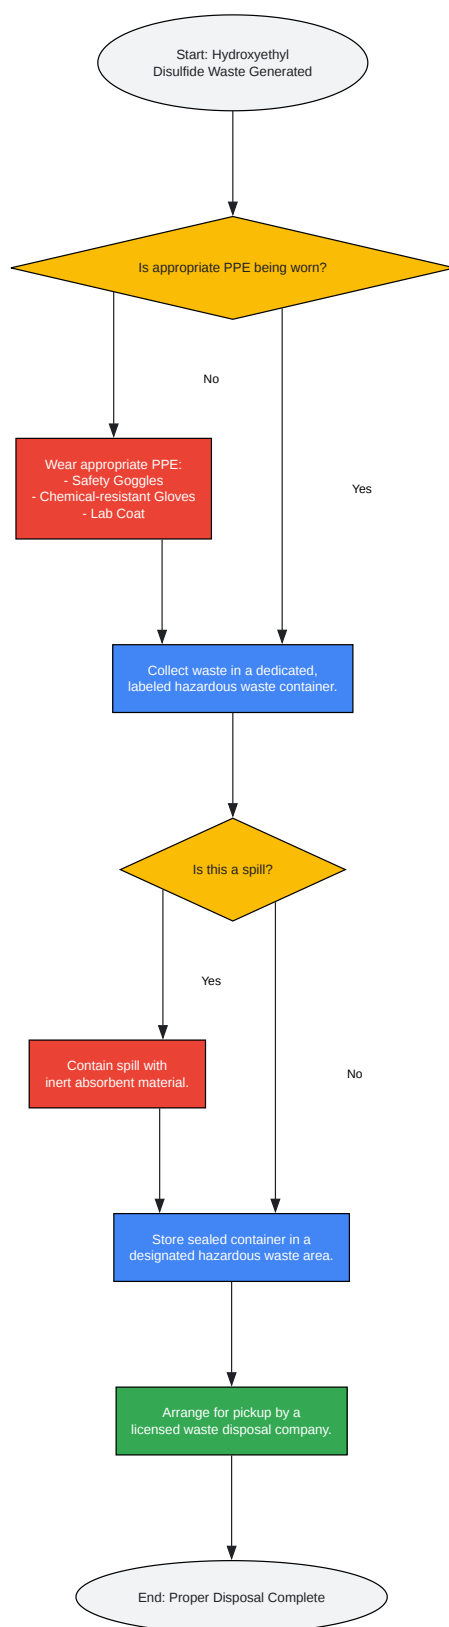 Start: Hydroxyethyl
Disulfide Waste Generated
Is appropriate PPE being worn?
No
Wear appropriate PPE:
- Safety Goggles
- Chemical-resistant Gloves
- Lab Coat
Yes
Collect waste in a dedicated,
labeled hazardous waste container.
Is this a spill?
Yes
Contain spill with
inert absorbent material.
No
Store sealed container in a
designated hazardous waste area.
Arrange for pickup by a
licensed waste disposal company.
End: Proper Disposal Complete